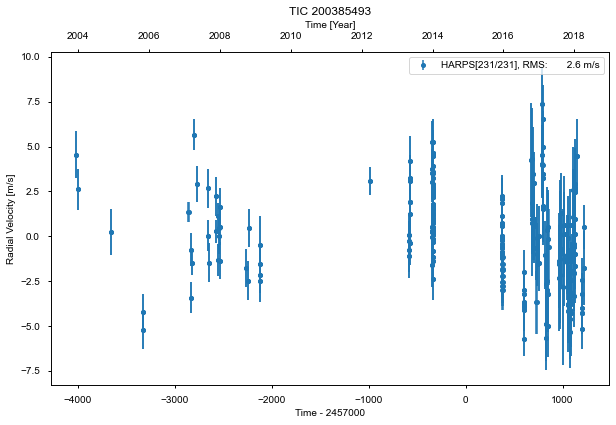 TIC 200385493
Time [Year]
2004 2006 2008 2010 2012 2014 2016 2018
HARPS[231/231], RMS: 2.6 m/s
10.0
7.5
5.0
2.5
0.0
−2.5
−5.0
−7.5
Radial Velocity [m/s]
−4000 −3000 −2000 −1000 0 1000
Time - 2457000